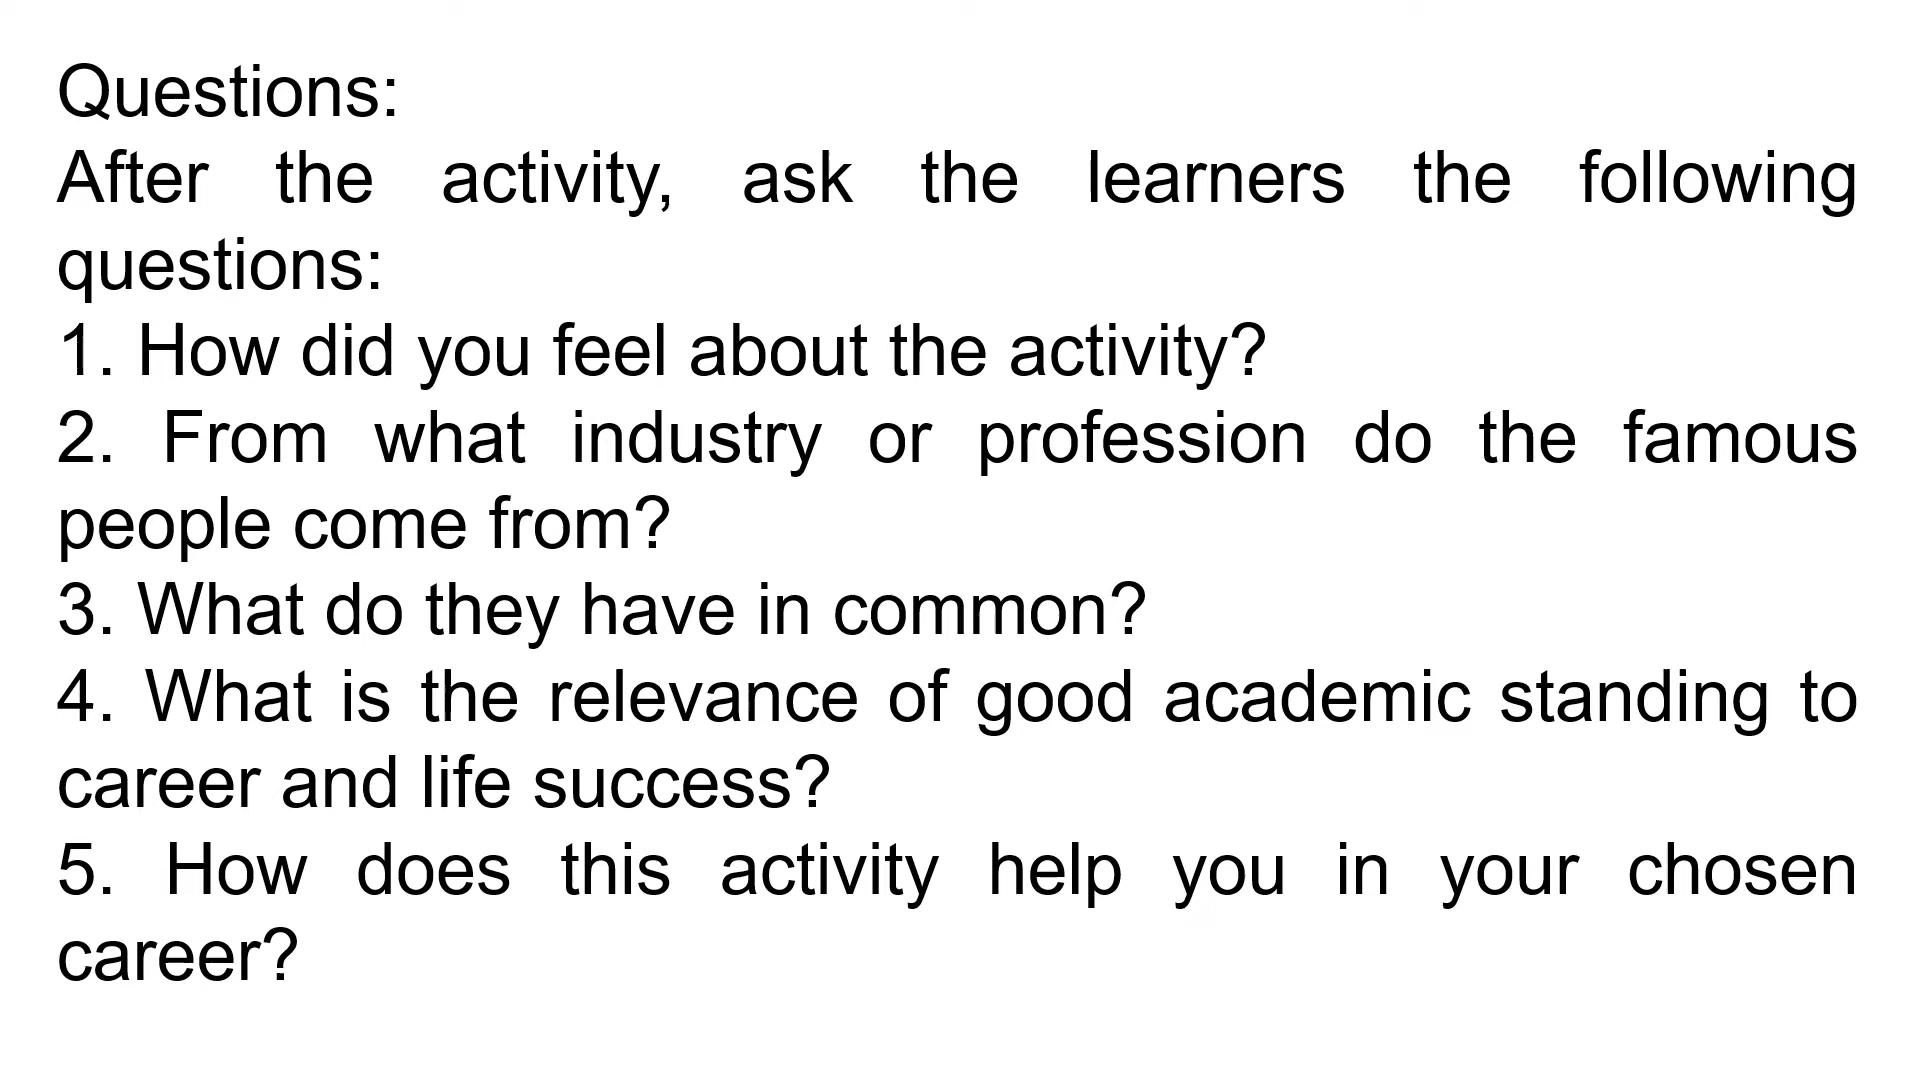 Questions:
After the activity, ask the learners the following
questions:
1. How did you feel about the activity?
2. From what industry or profession do the famous
people come from?
3. What do they have in common?
4. What is the relevance of good academic standing to
career and life success?
5. How does this activity help you in your chosen
career?